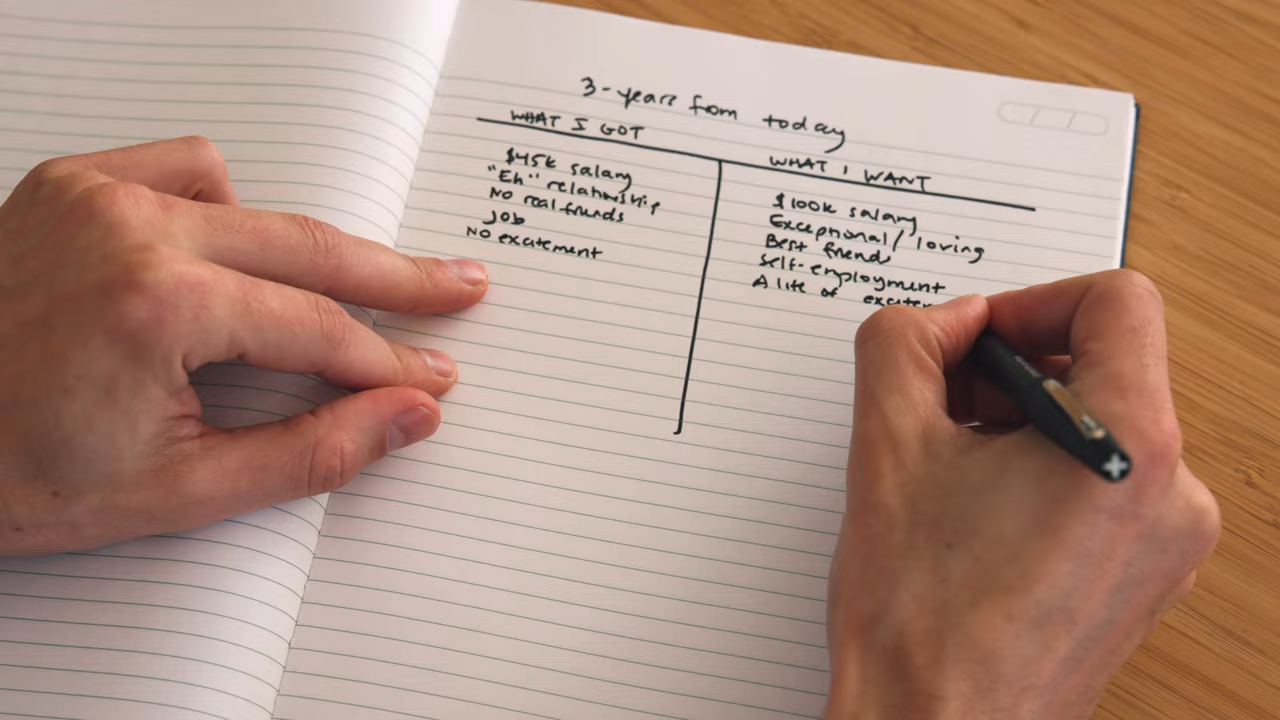 3-years from today
WHAT I GOT
$45k salary
"Eh" relationship
No real friends
Job
NO excitement
WHAT I WANT
$100k salary
Exceptional/loving
Best friends
Self-employment
A life of